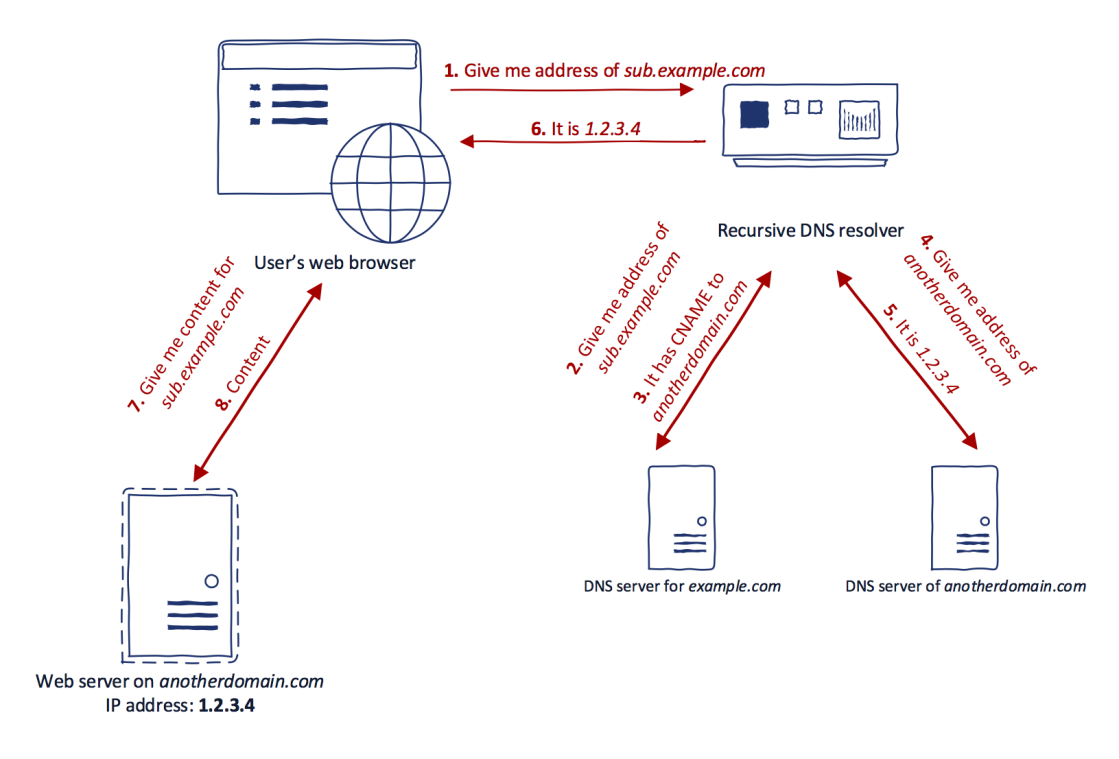 1. Give me address of sub.example.com
6. It is 1.2.3.4
Recursive DNS resolver
User's web browser
2. Give me address of
sub.example.com
3. It has CNAME to
anotherdomain.com
4. Give me address of
anotherdomain.com
5. It is 1.2.3.4
7. Give me content for
sub.example.com
8. Content
DNS server for example.com
DNS server of anotherdomain.com
Web server on anotherdomain.com
IP address: 1.2.3.4